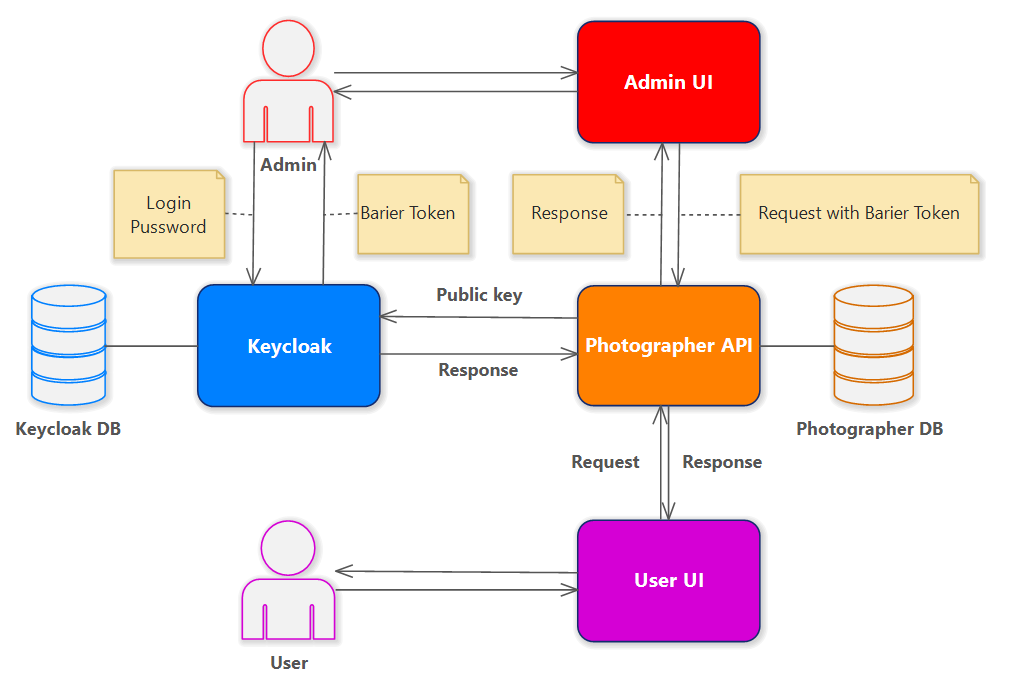 Admin UI
Admin
Login
Pussword
Barier Token
Response
Request with Barier Token
Public key
Keycloak
Photographer API
Response
Keycloak DB
Photographer DB
Request
Response
User UI
User